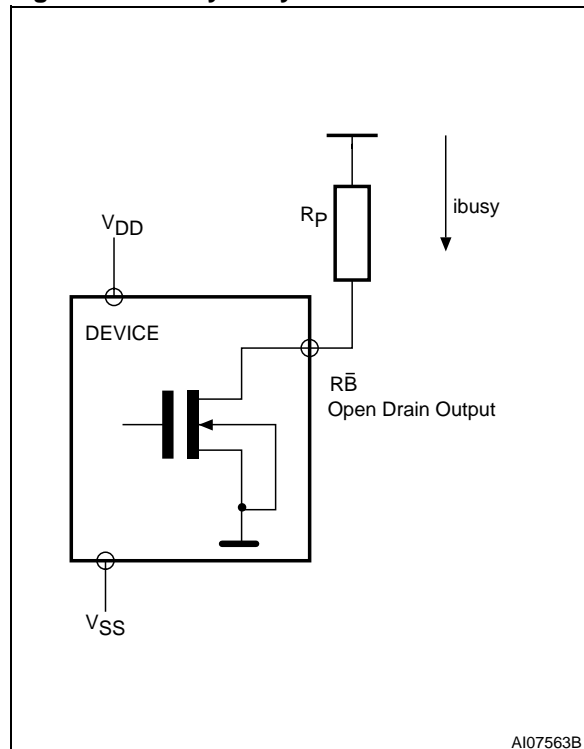 RP
ibusy
VDD
DEVICE
RB̅
Open Drain Output
VSS
AI07563B